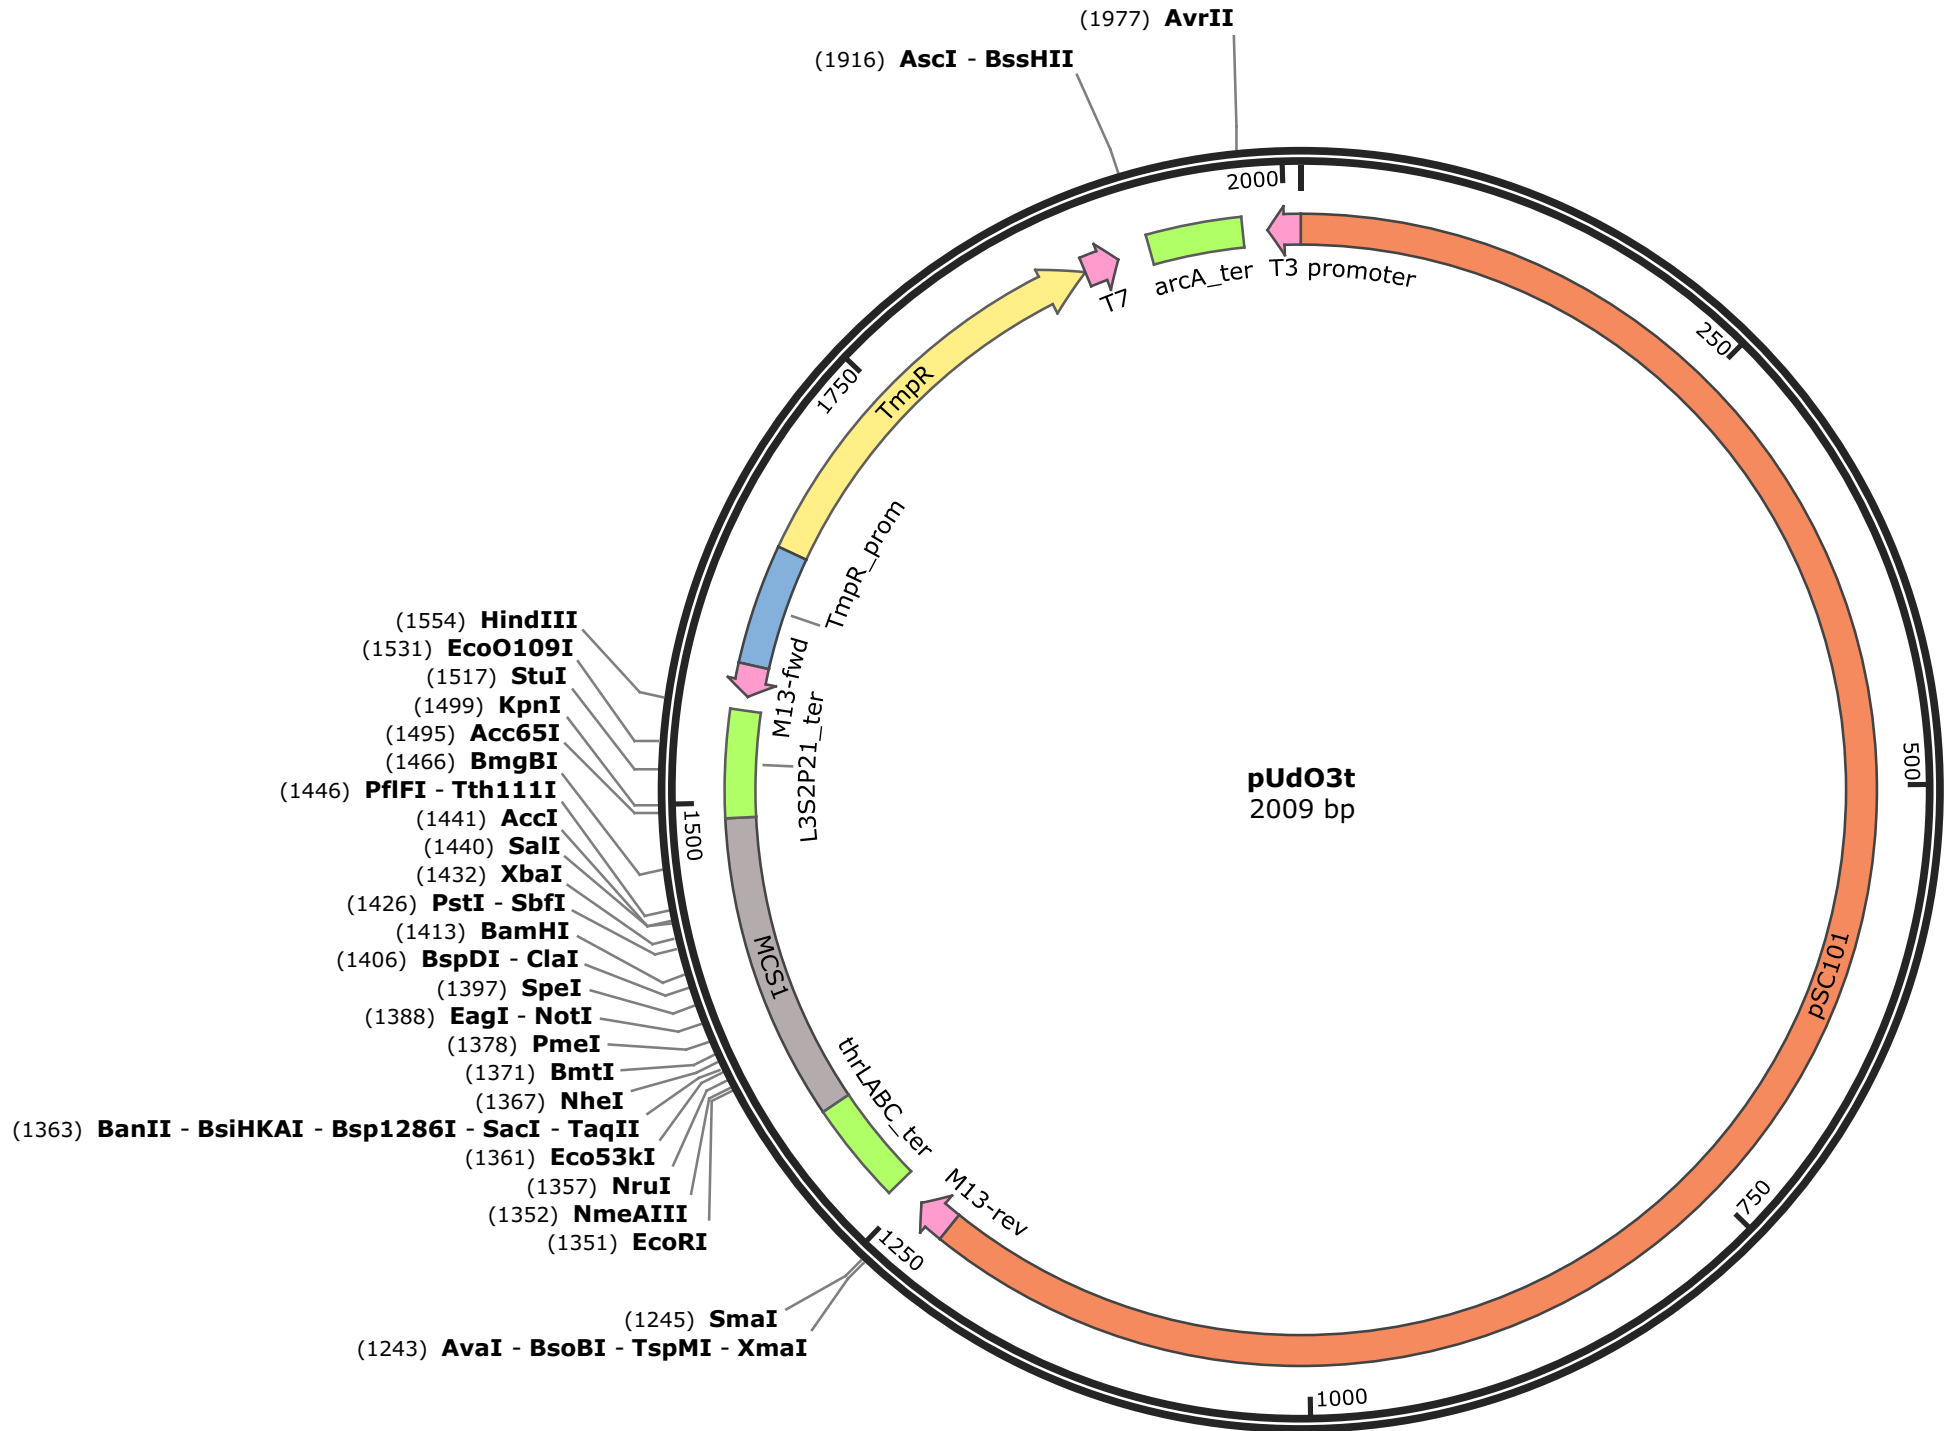 (1977) AvrII
(1916) AscI - BssHII
2000
T3 promoter
arcA_ter
T7
250
1750
TmpR
TmpR_prom
M13-fwd
L3S2P21_ter
(1554) HindIII
(1531) EcoO109I
(1517) StuI
(1499) KpnI
(1495) Acc65I
(1466) BmgBI
(1446) PflFI - Tth111I
(1441) AccI
(1440) SalI
(1432) XbaI
(1426) PstI - SbfI
(1413) BamHI
(1406) BspDI - ClaI
(1397) SpeI
(1388) EagI - NotI
(1378) PmeI
(1371) BmtI
(1367) NheI
(1363) BanII - BsiHKAI - Bsp1286I - SacI - TaqII
(1361) Eco53kI
(1357) NruI
(1352) NmeAIII
(1351) EcoRI
(1245) SmaI
(1243) AvaI - BsoBI - TspMI - XmaI
pUdO3t
2009 bp
500
1500
MCS1
pSC101
thrLABC_ter
M13-rev
750
1250
1000